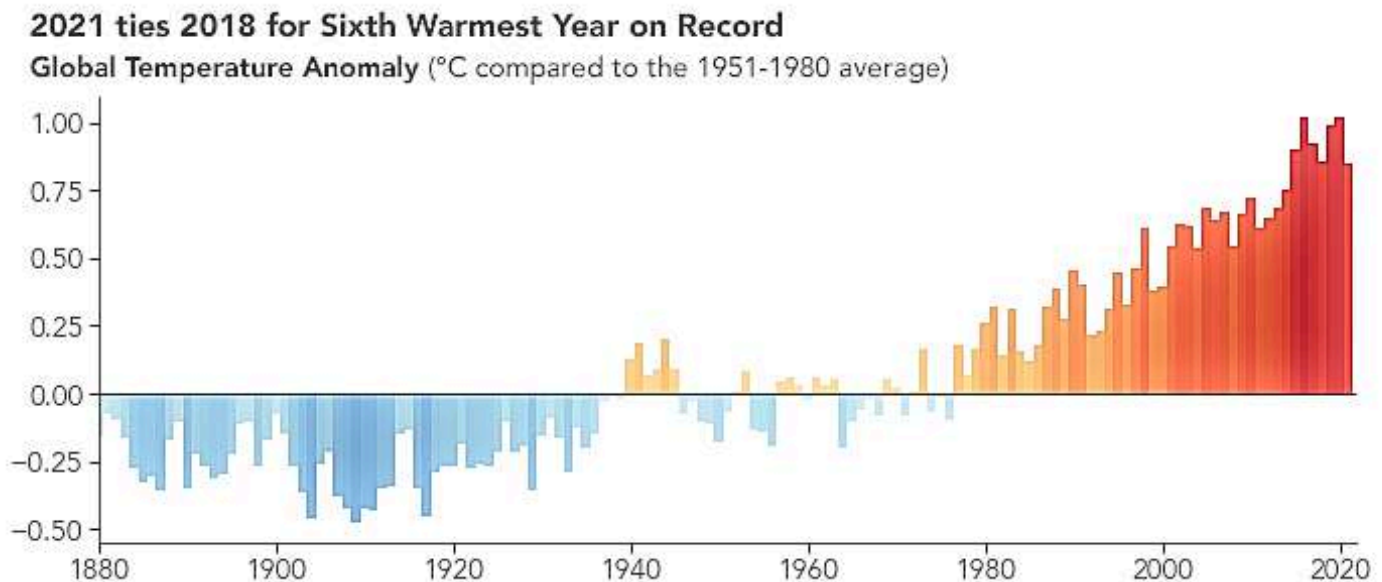 2021 ties 2018 for Sixth Warmest Year on Record
Global Temperature Anomaly (°C compared to the 1951-1980 average)
1.00
0.75
0.50
0.25
0.00
−0.25
−0.50
1880 1900 1920 1940 1960 1980 2000 2020